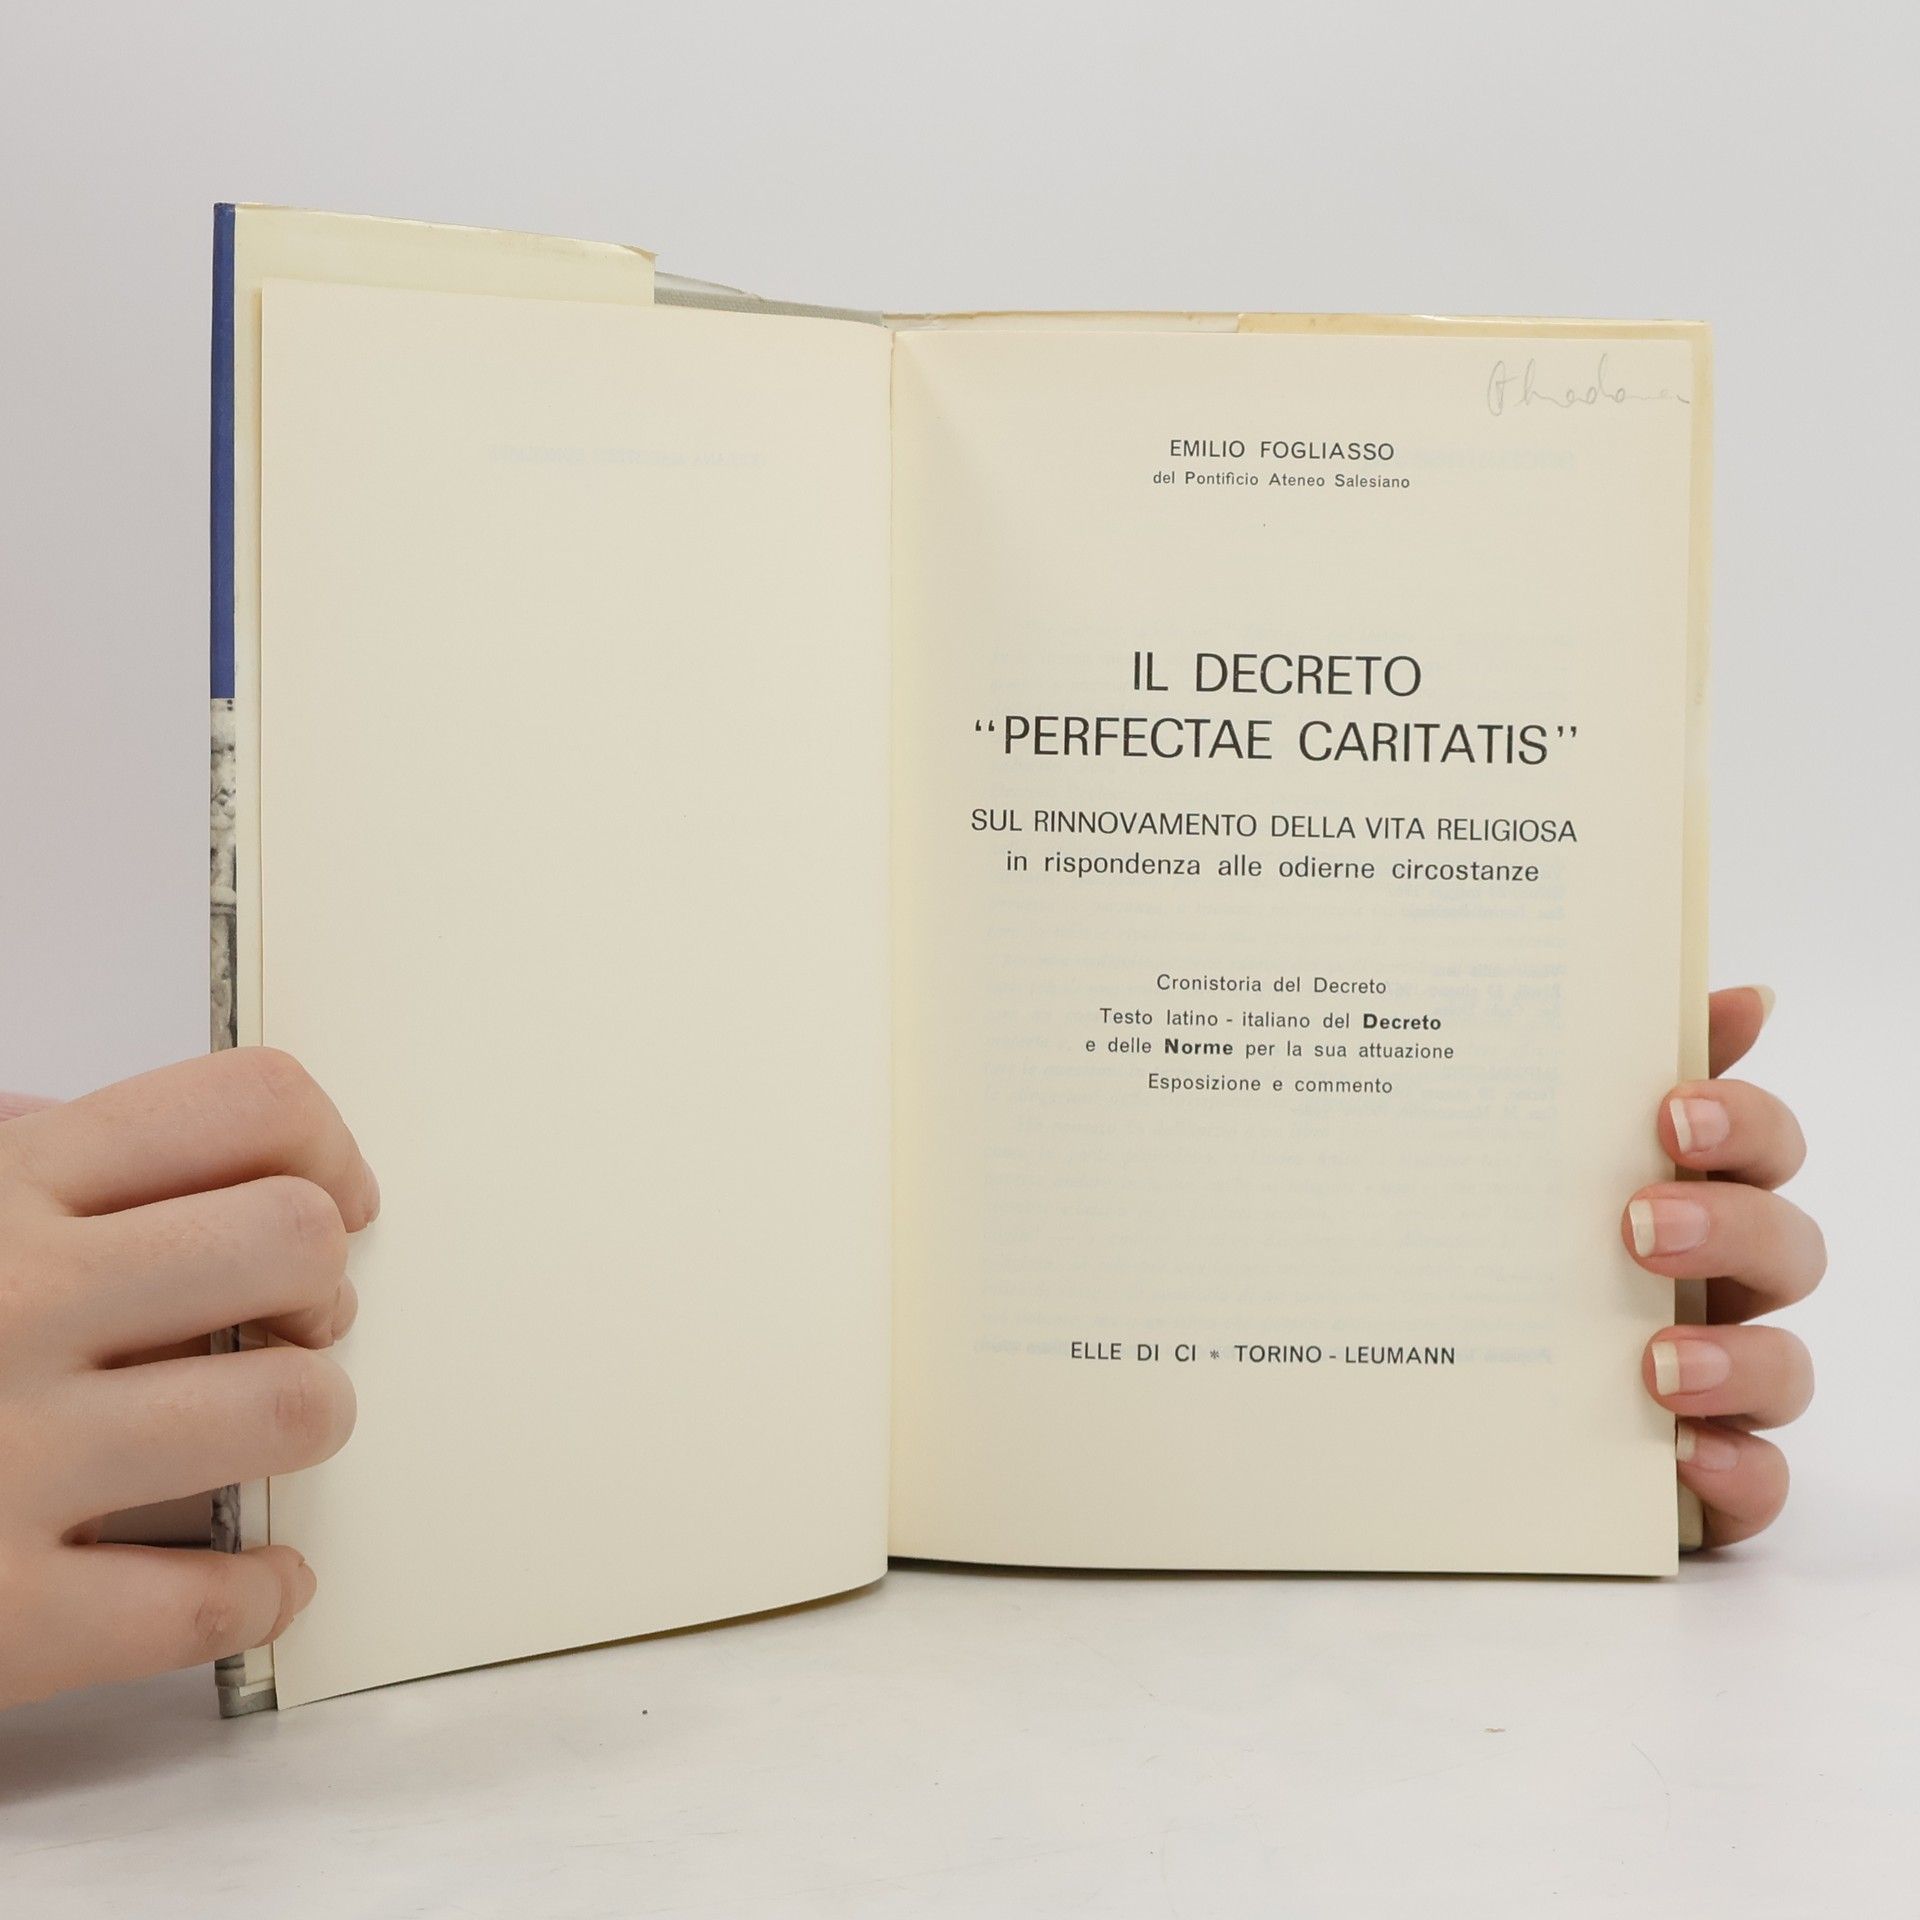 EMILIO FOGLIASSO
del Pontificio Ateneo Salesiano
IL DECRETO
“PERFECTAE CARITATIS”
SUL RINNOVAMENTO DELLA VITA RELIGIOSA
in rispondenza alle odierne circostanze
Cronistoria del Decreto
Testo latino - italiano del Decreto
e delle Norme per la sua attuazione
Esposizione e commento
ELLE DI CI * TORINO - LEUMANN